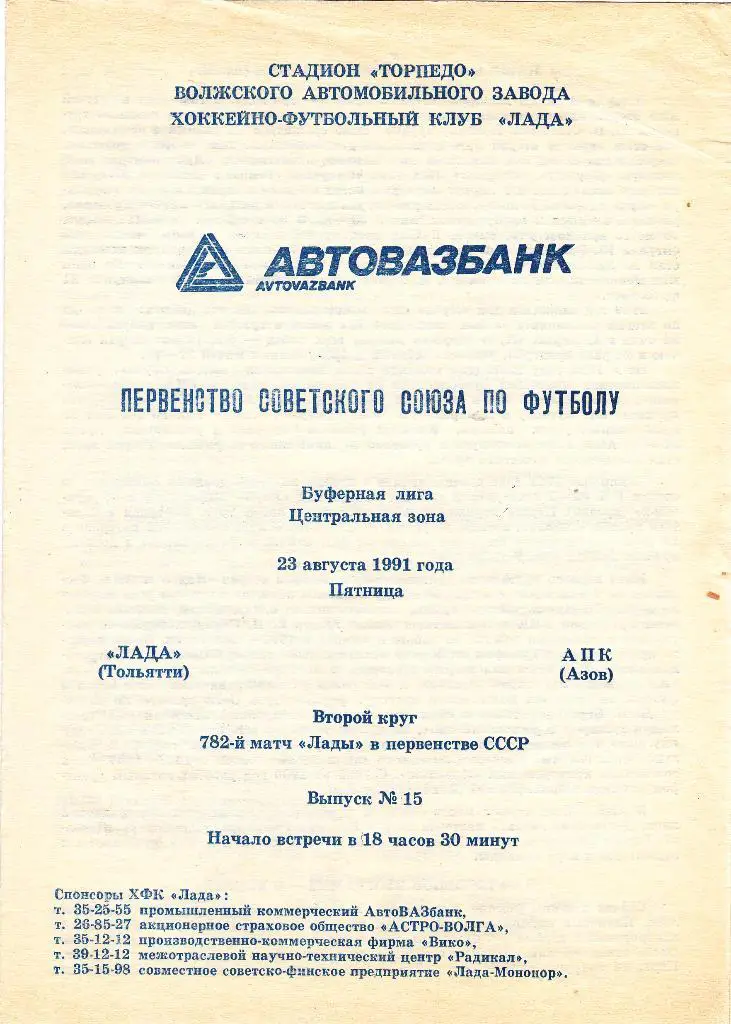 СТАДИОН «ТОРПЕДО»
ВОЛЖСКОГО АВТОМОБИЛЬНОГО ЗАВОДА
ХОККЕЙНО-ФУТБОЛЬНЫЙ КЛУБ «ЛАДА»
АВТОВАЗБАНК
AVTOVAZBANK
ПЕРВЕНСТВО СОВЕТСКОГО СОЮЗА ПО ФУТБОЛУ
Буферная лига
Центральная зона
23 августа 1991 года
Пятница
«ЛАДА» АПК
(Тольятти) (Азов)
Второй круг
782-й матч «Лады» в первенстве СССР
Выпуск № 15
Начало встречи в 18 часов 30 минут
Спонсоры ХФК «Лада»:
т. 35-25-55 промышленный коммерческий АвтоВАЗбанк,
т. 26-85-27 акционерное страховое общество «АСТРО-ВОЛГА»,
т. 35-12-12 производственно-коммерческая фирма «Вико»,
т. 39-12-12 межотраслевой научно-технический центр «Радикал»,
т. 35-15-98 совместное советско-финское предприятие «Лада-Мононор».